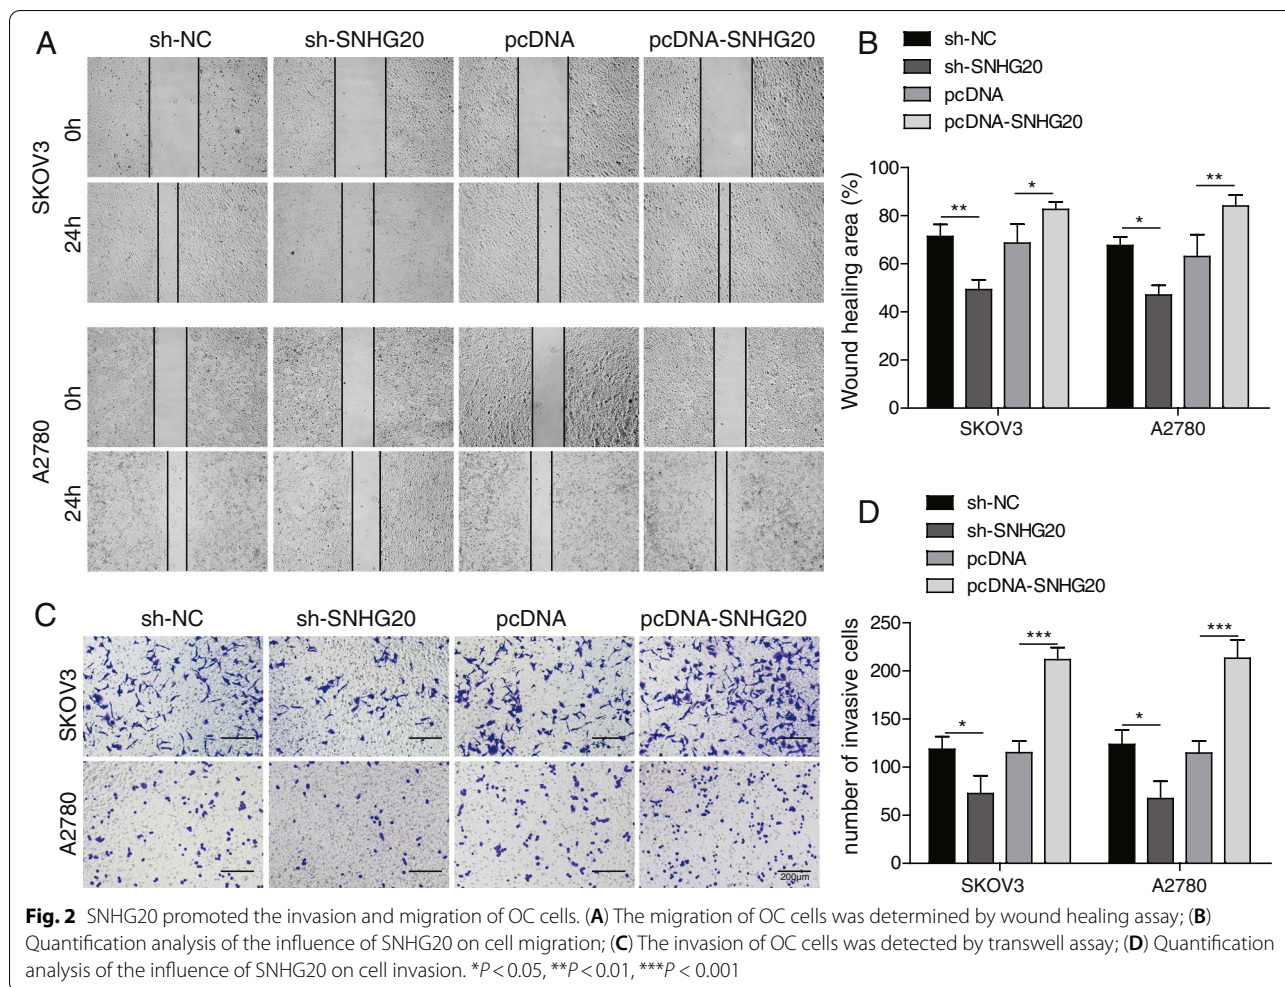 A
sh-NC sh-SNHG20 pcDNA pcDNA-SNHG20
SKOV3
0h
24h
A2780
0h
24h
B
sh-NC
sh-SNHG20
pcDNA
pcDNA-SNHG20
Wound healing area (%)
100
80
60
40
20
0
** * * **
SKOV3 A2780
C
sh-NC sh-SNHG20 pcDNA pcDNA-SNHG20
SKOV3
A2780
200μm
D
sh-NC
sh-SNHG20
pcDNA
pcDNA-SNHG20
number of invasive cells
250
200
150
100
50
0
* *** * ***
SKOV3 A2780
Fig. 2 SNHG20 promoted the invasion and migration of OC cells. (A) The migration of OC cells was determined by wound healing assay; (B)
Quantification analysis of the influence of SNHG20 on cell migration; (C) The invasion of OC cells was detected by transwell assay; (D) Quantification
analysis of the influence of SNHG20 on cell invasion. *P < 0.05, **P < 0.01, ***P < 0.001